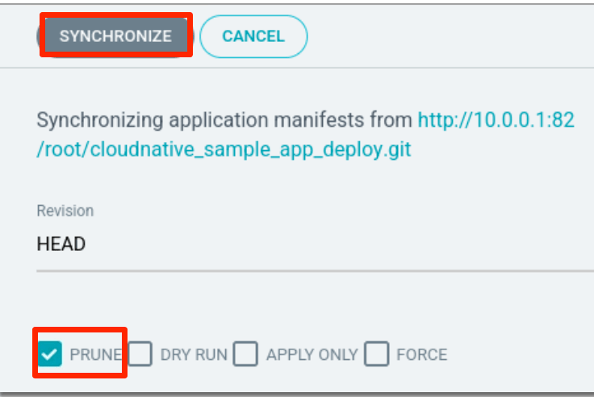 SYNCHRONIZE CANCEL
Synchronizing application manifests from http://10.0.0.1:82
/root/cloudnative_sample_app_deploy.git
Revision
HEAD
PRUNE DRY RUN APPLY ONLY FORCE